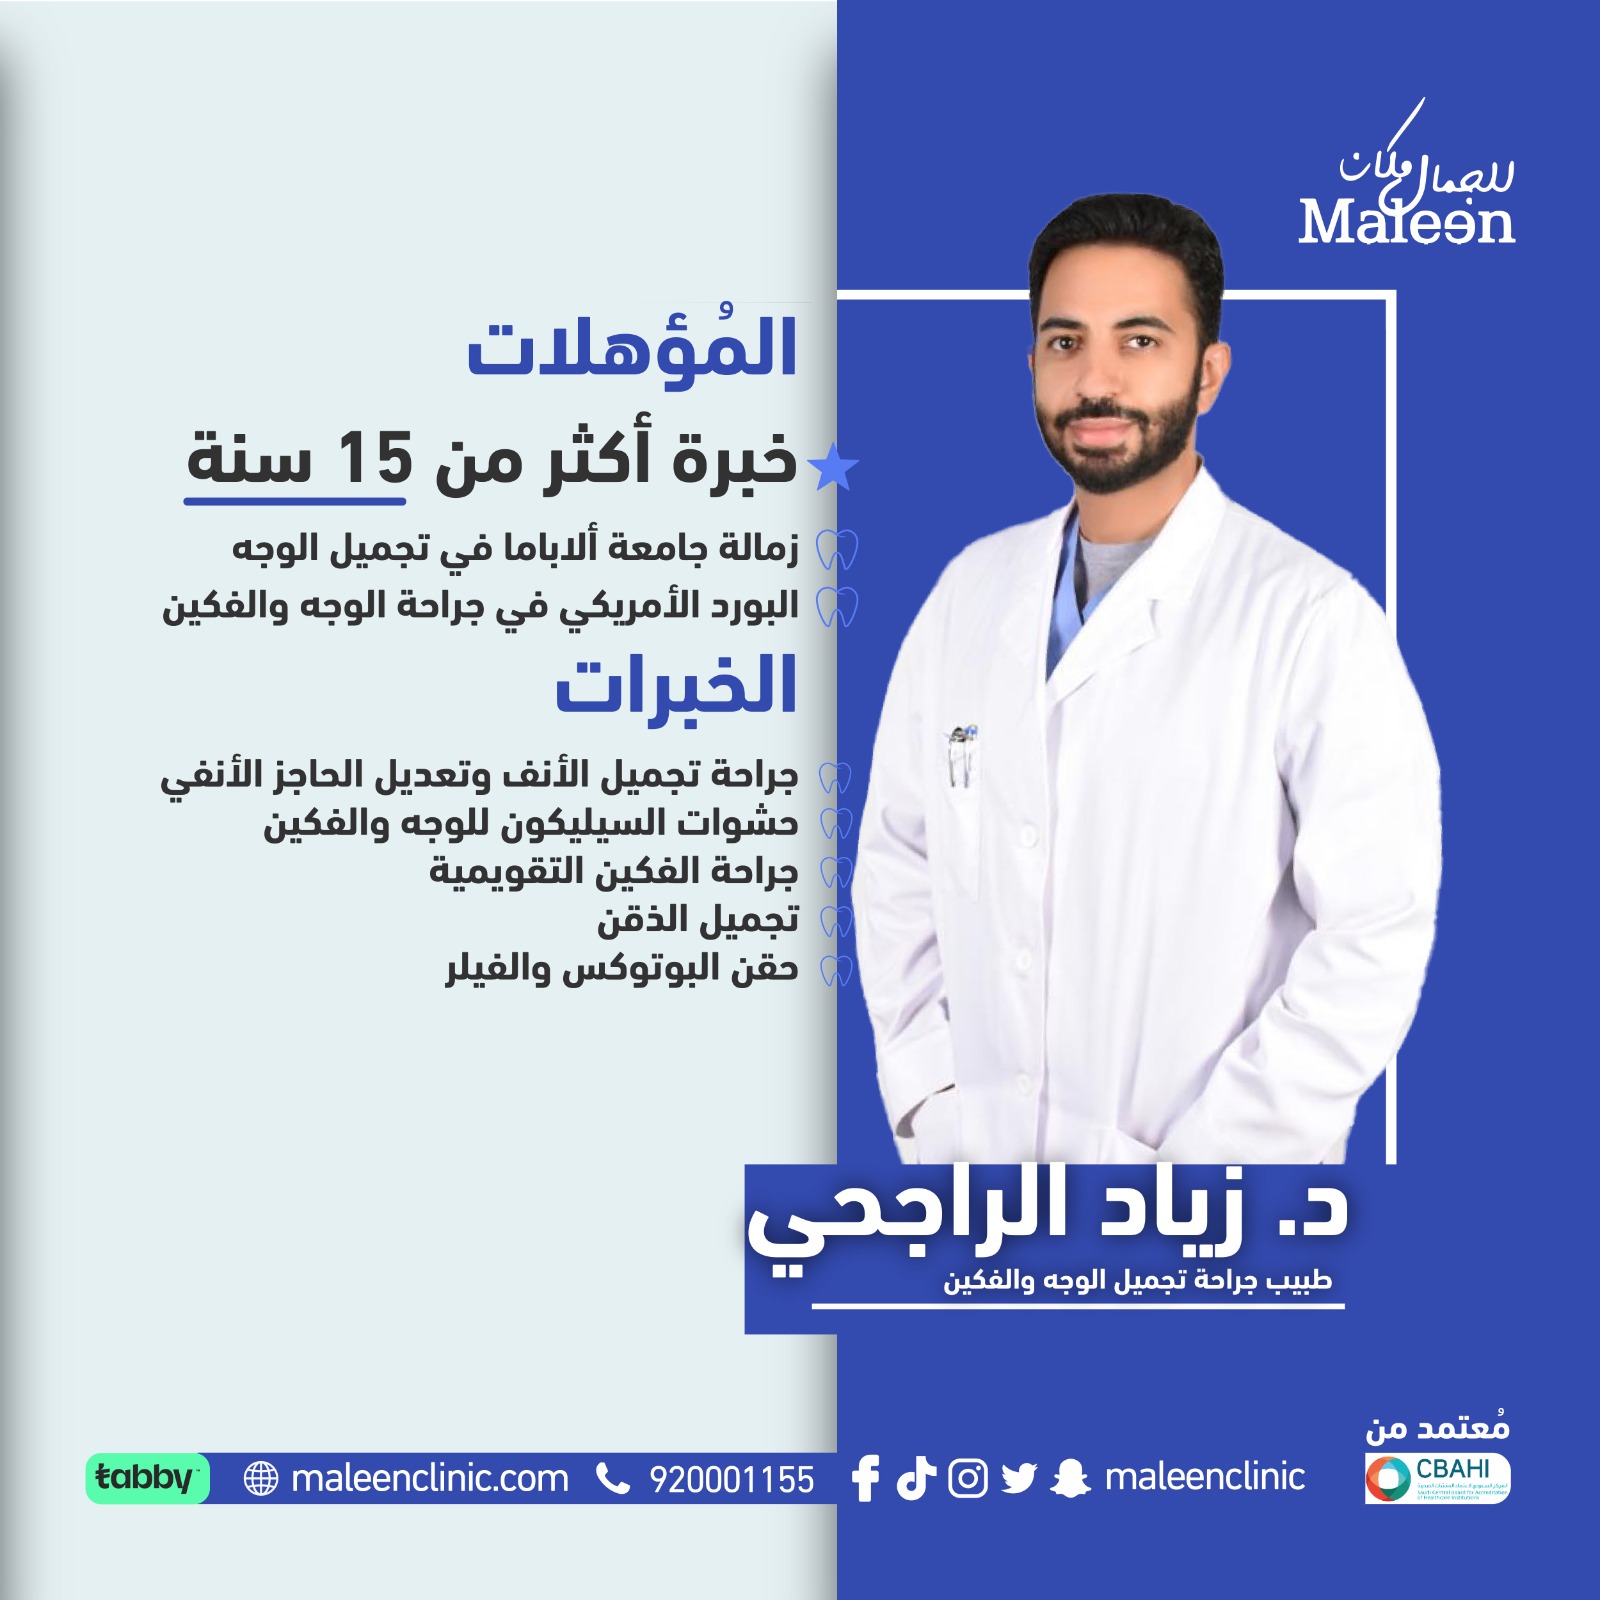 للجمال مكان
Maleen
المُؤهلات
خبرة أكثر من 15 سنة
زمالة جامعة ألاباما في تجميل الوجه
البورد الأمريكي في جراحة الوجه والفكين
الخبرات
جراحة تجميل الأنف وتعديل الحاجز الأنفي
حشوات السيليكون للوجه والفكين
جراحة الفكين التقويمية
تجميل الذقن
حقن البوتوكس والفيلر
د. زياد الراجحي
طبيب جراحة تجميل الوجه والفكين
مُعتمد من
CBAHI
tabby
maleenclinic.com
920001155
maleenclinic